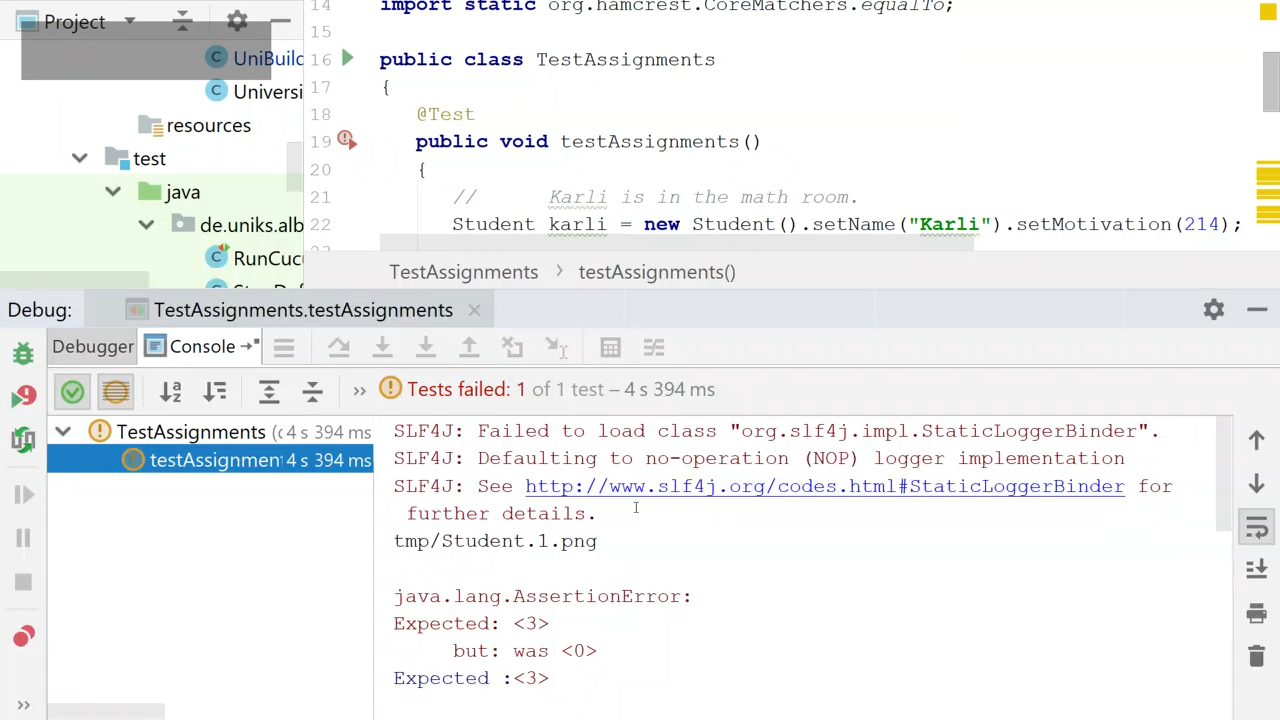 Project
UniBuild
Universi
resources
test
java
de.uniks.alb
RunCucu
14 import static org.hamcrest.CoreMatchers.equalTo;
15
16 public class TestAssignments
17 {
18 @Test
19 public void testAssignments()
20 {
21 // Karli is in the math room.
22 Student karli = new Student().setName("Karli").setMotivation(214);
TestAssignments > testAssignments()
Debug: TestAssignments.testAssignments
Debugger Console
>> Tests failed: 1 of 1 test – 4 s 394 ms
TestAssignments (c 4 s 394 ms
testAssignment 4 s 394 ms
SLF4J: Failed to load class "org.slf4j.impl.StaticLoggerBinder".
SLF4J: Defaulting to no-operation (NOP) logger implementation
SLF4J: See http://www.slf4j.org/codes.html#StaticLoggerBinder for
further details.
tmp/Student.1.png
java.lang.AssertionError:
Expected: <3>
but: was <0>
Expected :<3>
>>